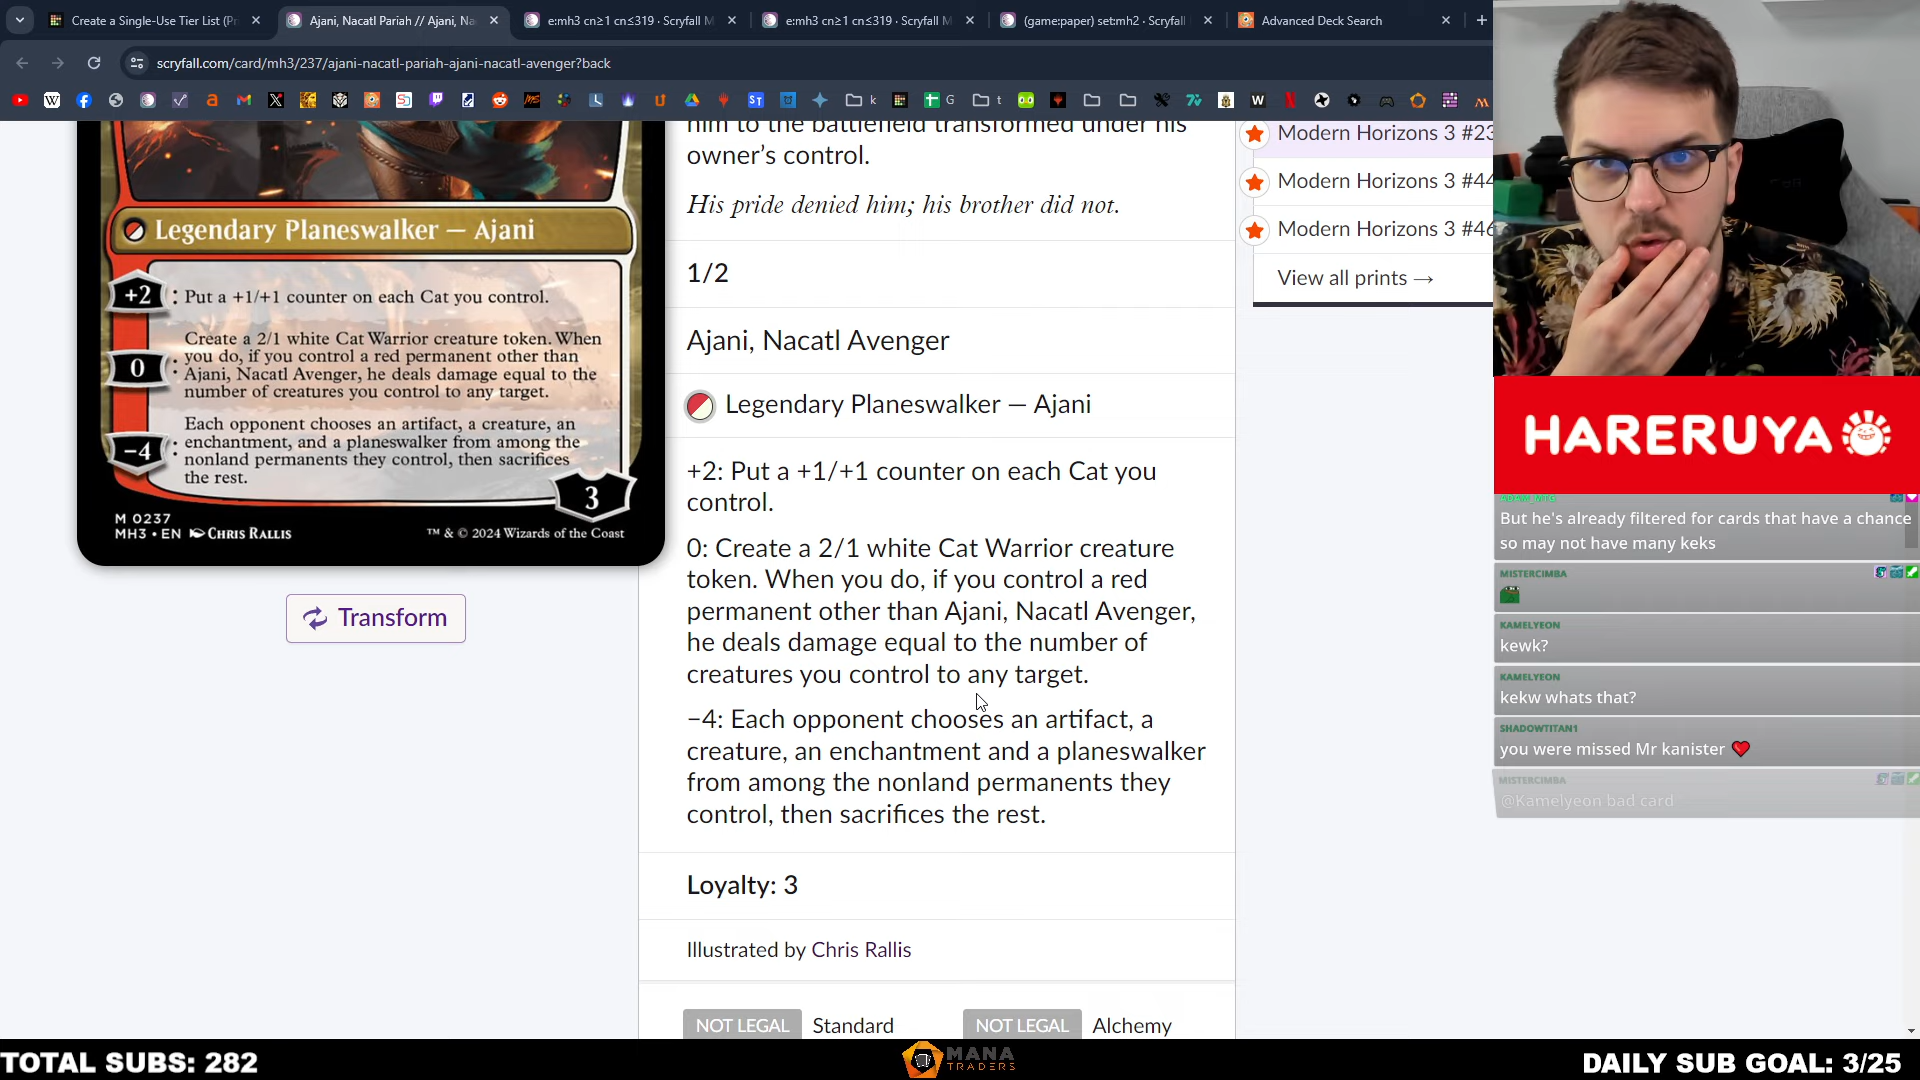 Create a Single-Use Tier List (Pr
Ajani, Nacatl Pariah // Ajani, Na
e:mh3 cn≥1 cn≤319 · Scryfall M
e:mh3 cn≥1 cn≤319 · Scryfall M
(game:paper) set:mh2 · Scryfall
Advanced Deck Search
scryfall.com/card/mh3/237/ajani-nacatl-pariah-ajani-nacatl-avenger?back
Legendary Planeswalker — Ajani
+2 : Put a +1/+1 counter on each Cat you control.
Create a 2/1 white Cat Warrior creature token. When
you do, if you control a red permanent other than
0 : Ajani, Nacatl Avenger, he deals damage equal to the
number of creatures you control to any target.
Each opponent chooses an artifact, a creature, an
−4 : enchantment, and a planeswalker from among the
nonland permanents they control, then sacrifices
the rest.
3
M 0237
MH3 • EN Chris Rallis
™ & © 2024 Wizards of the Coast
Transform
him to the battlefield transformed under his
owner’s control.
His pride denied him; his brother did not.
1/2
Ajani, Nacatl Avenger
Legendary Planeswalker — Ajani
+2: Put a +1/+1 counter on each Cat you
control.
0: Create a 2/1 white Cat Warrior creature
token. When you do, if you control a red
permanent other than Ajani, Nacatl Avenger,
he deals damage equal to the number of
creatures you control to any target.
−4: Each opponent chooses an artifact, a
creature, an enchantment and a planeswalker
from among the nonland permanents they
control, then sacrifices the rest.
Loyalty: 3
Illustrated by Chris Rallis
NOT LEGAL Standard
NOT LEGAL Alchemy
Modern Horizons 3 #23
Modern Horizons 3 #44
Modern Horizons 3 #46
View all prints →
HARERUYA
But he's already filtered for cards that have a chance
so may not have many keks
MISTERCIMBA
KAMELYEON
kewk?
KAMELYEON
kekw whats that?
SHADOWTITAN1
you were missed Mr kanister
MISTERCIMBA
@Kamelyeon bad card
TOTAL SUBS: 282
MANA
TRADERS
DAILY SUB GOAL: 3/25